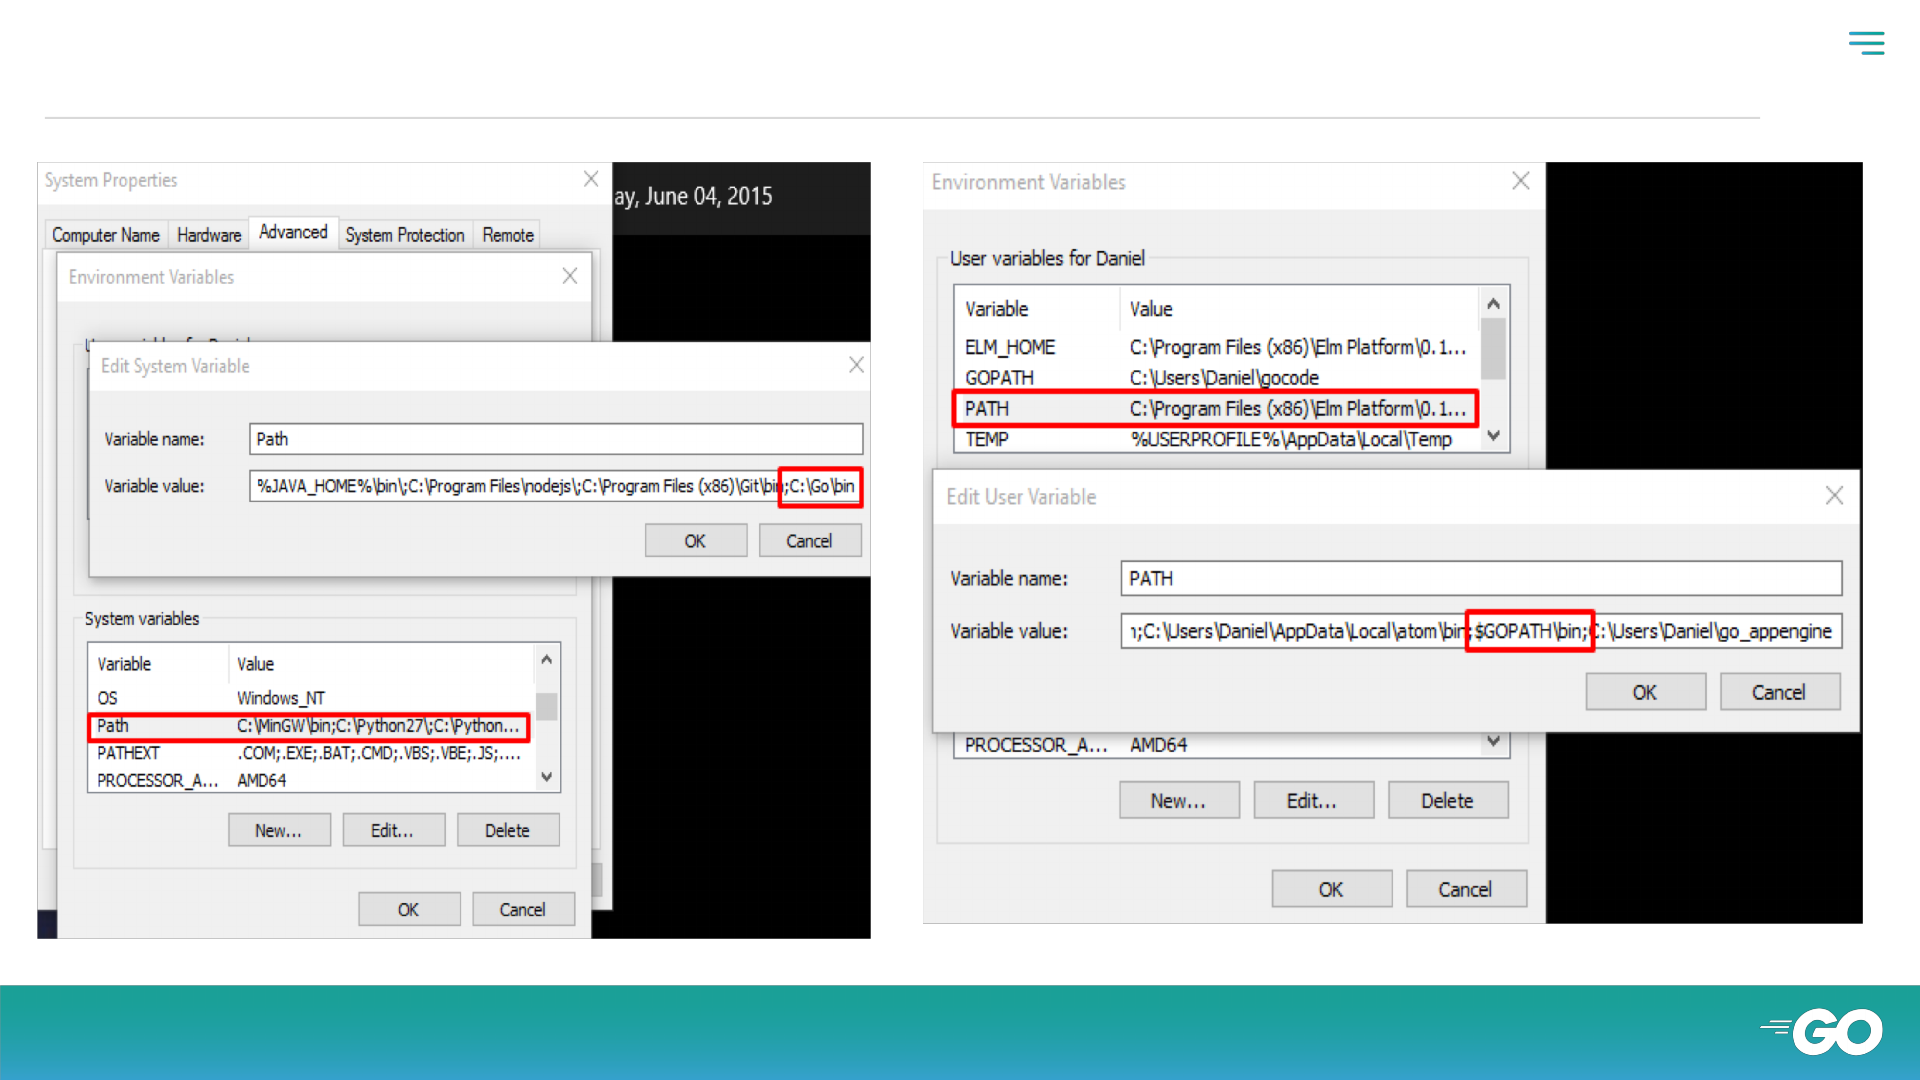 System Properties
ay, June 04, 2015
Computer Name Hardware Advanced System Protection Remote
Environment Variables
Edit System Variable
Variable name: Path
Variable value: %JAVA_HOME%\bin\;C:\Program Files\nodejs\;C:\Program Files (x86)\Git\bin;C:\Go\bin
OK Cancel
System variables
Variable Value
OS Windows_NT
Path C:\MinGW\bin;C:\Python27\;C:\Python...
PATHEXT .COM;.EXE;.BAT;.CMD;.VBS;.VBE;.JS;....
PROCESSOR_A... AMD64
New... Edit... Delete
OK Cancel
Environment Variables
User variables for Daniel
Variable Value
ELM_HOME C:\Program Files (x86)\Elm Platform\0.1...
GOPATH C:\Users\Daniel\gocode
PATH C:\Program Files (x86)\Elm Platform\0.1...
TEMP %USERPROFILE%\AppData\Local\Temp
Edit User Variable
Variable name: PATH
Variable value: ;C:\Users\Daniel\AppData\Local\atom\bin;$GOPATH\bin;C:\Users\Daniel\go_appengine
OK Cancel
PROCESSOR_A... AMD64
New... Edit... Delete
OK Cancel
GO